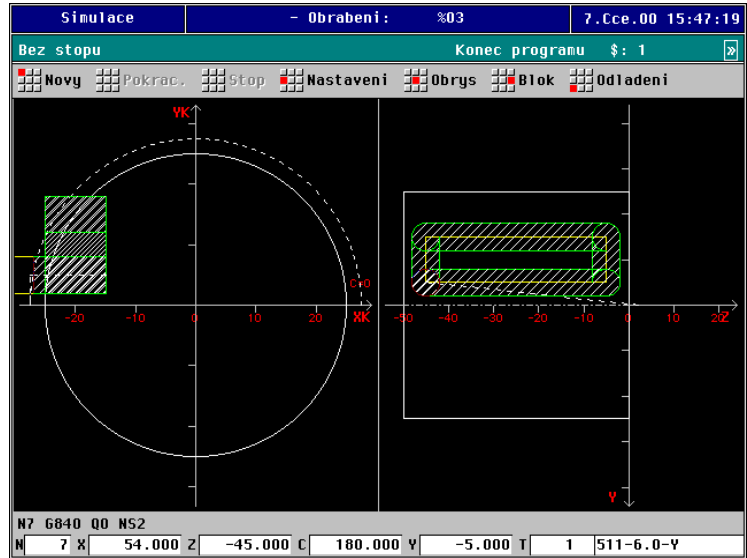 Simulace - Obrabeni: %03 7.Cce.00 15:47:19
Bez stopu Konec programu $: 1 »
Novy Pokrac. Stop Nastaveni Obrys Blok Odladeni
YK
C=0
-20 -10 0 10 20 XK
-50 -40 -30 -20 -10 0 10 20 Z
Y
N7 G840 Q0 NS2
N 7 X 54.000 Z -45.000 C 180.000 Y -5.000 T 1 511-6.0-Y